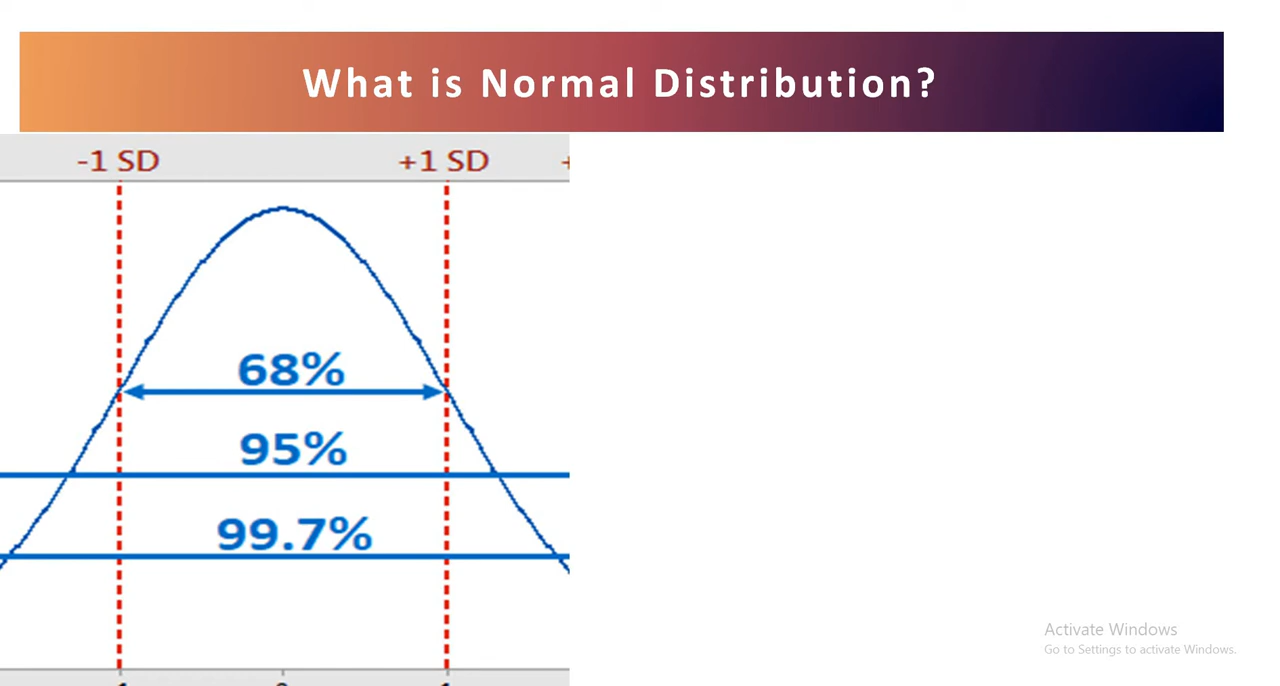 What is Normal Distribution?
-1 SD +1 SD
68%
95%
99.7%
Activate Windows
Go to Settings to activate Windows.